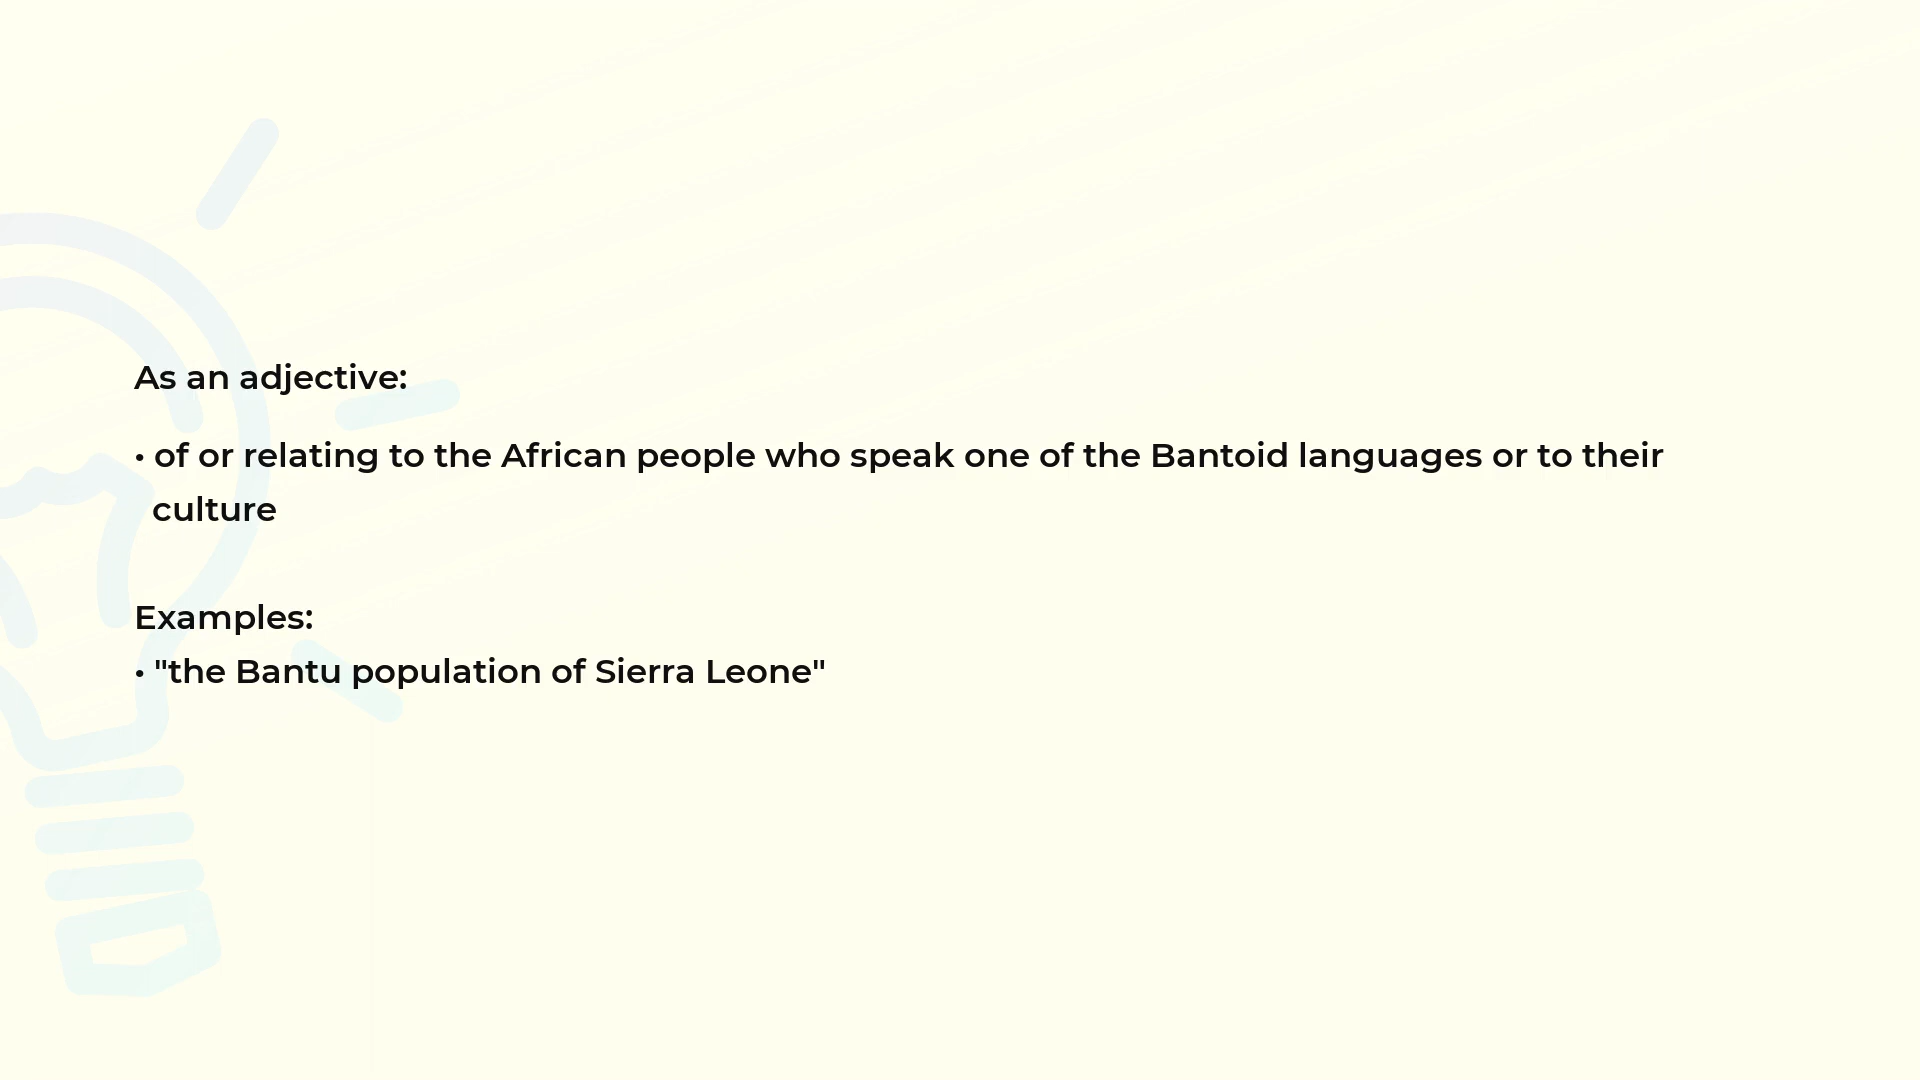 As an adjective:
• of or relating to the African people who speak one of the Bantoid languages or to their
culture
Examples:
• "the Bantu population of Sierra Leone"